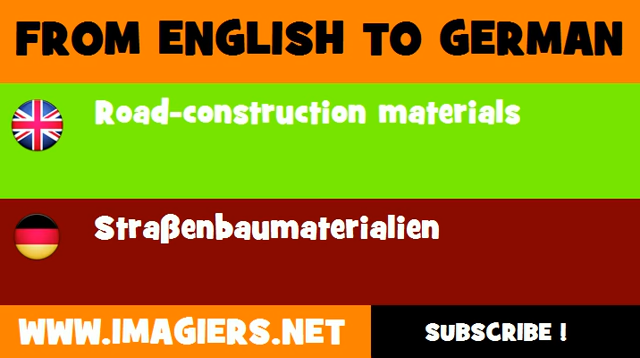 FROM ENGLISH TO GERMAN
Road-construction materials
Straßenbaumaterialien
WWW.IMAGIERS.NET
SUBSCRIBE !